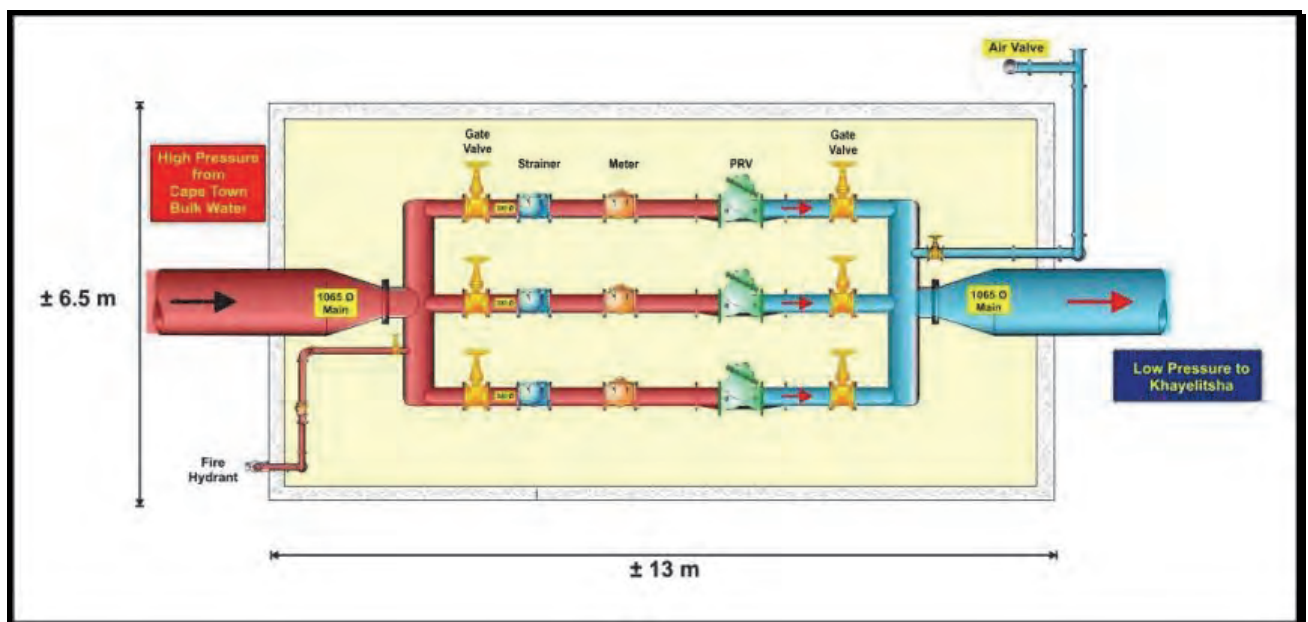 Air Valve
High Pressure
from
Cape Town
Bulk Water
Gate
Valve
Strainer
Meter
PRV
Gate
Valve
± 6.5 m
1065 Ø
Main
1065 Ø
Main
Low Pressure to
Khayelitsha
Fire
Hydrant
± 13 m